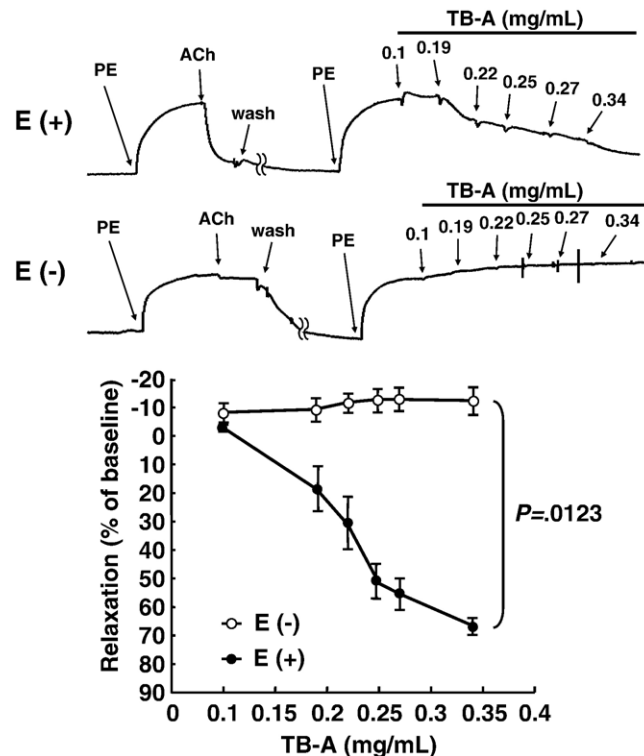 TB-A (mg/mL)
PE
ACh
wash
PE
0.1
0.19
0.22
0.25
0.27
0.34
E (+)
TB-A (mg/mL)
PE
ACh
wash
PE
0.1
0.19
0.22
0.25
0.27
0.34
E (-)
Relaxation (% of baseline)
-20
-10
0
10
20
30
40
50
60
70
80
90
P=.0123
E (-)
E (+)
0 0.1 0.15 0.2 0.25 0.3 0.35 0.4
TB-A (mg/mL)